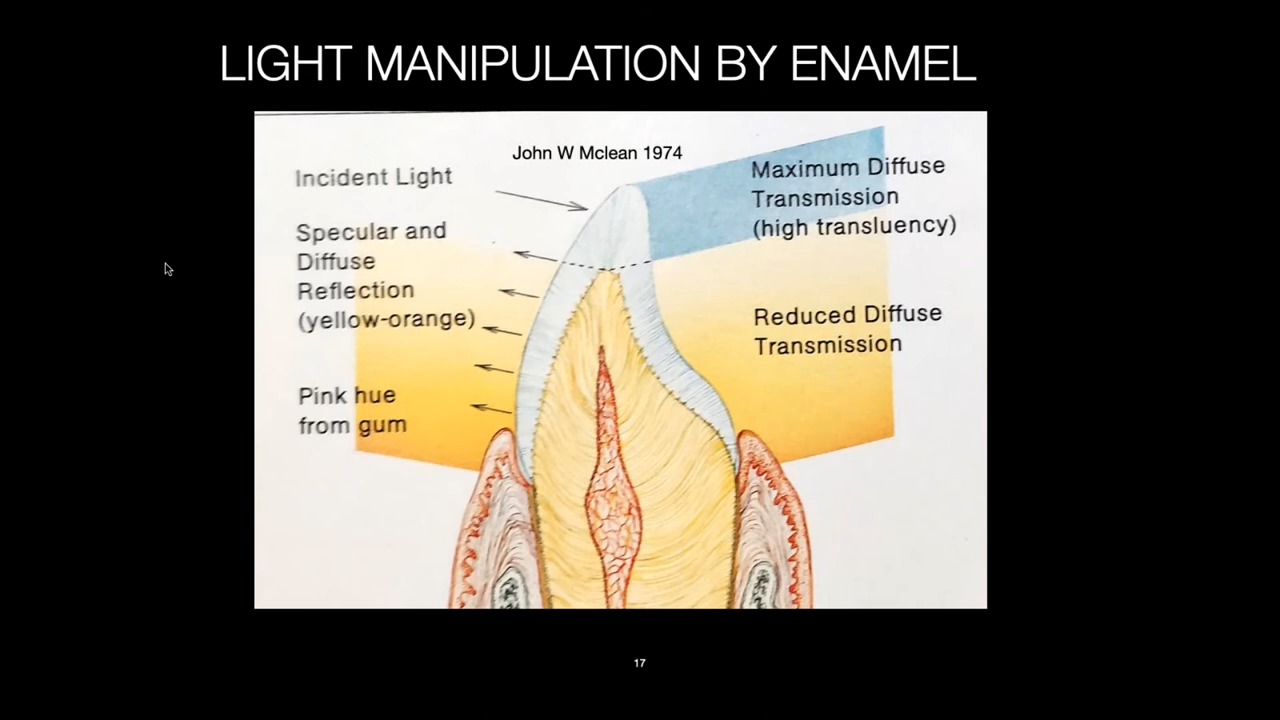 LIGHT MANIPULATION BY ENAMEL
John W Mclean 1974
Incident Light
Specular and
Diffuse
Reflection
(yellow-orange)
Pink hue
from gum
Maximum Diffuse
Transmission
(high transluency)
Reduced Diffuse
Transmission
17